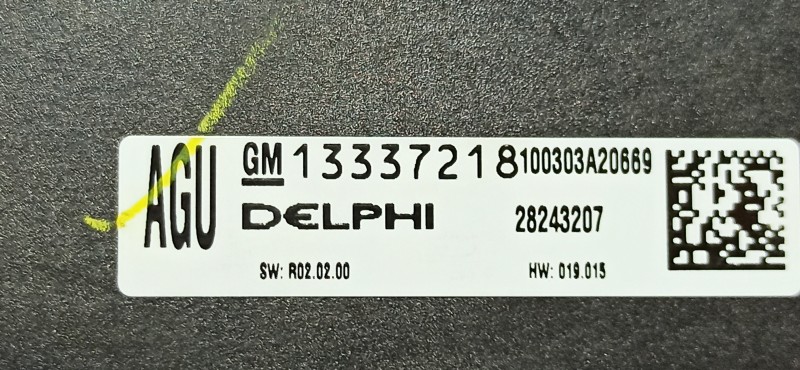 AGU
GM 13337218 100303A20669
DELPHI 28243207
SW: R02.02.00 HW: 019.015